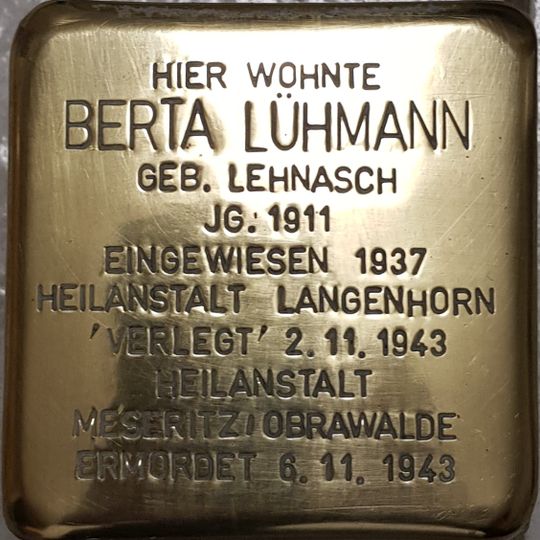 HIER WOHNTE
BERTA LÜHMANN
GEB. LEHNASCH
JG. 1911
EINGEWIESEN 1937
HEILANSTALT LANGENHORN
'VERLEGT' 2.11.1943
HEILANSTALT
MESERITZ/OBRAWALDE
ERMORDET 6.11.1943